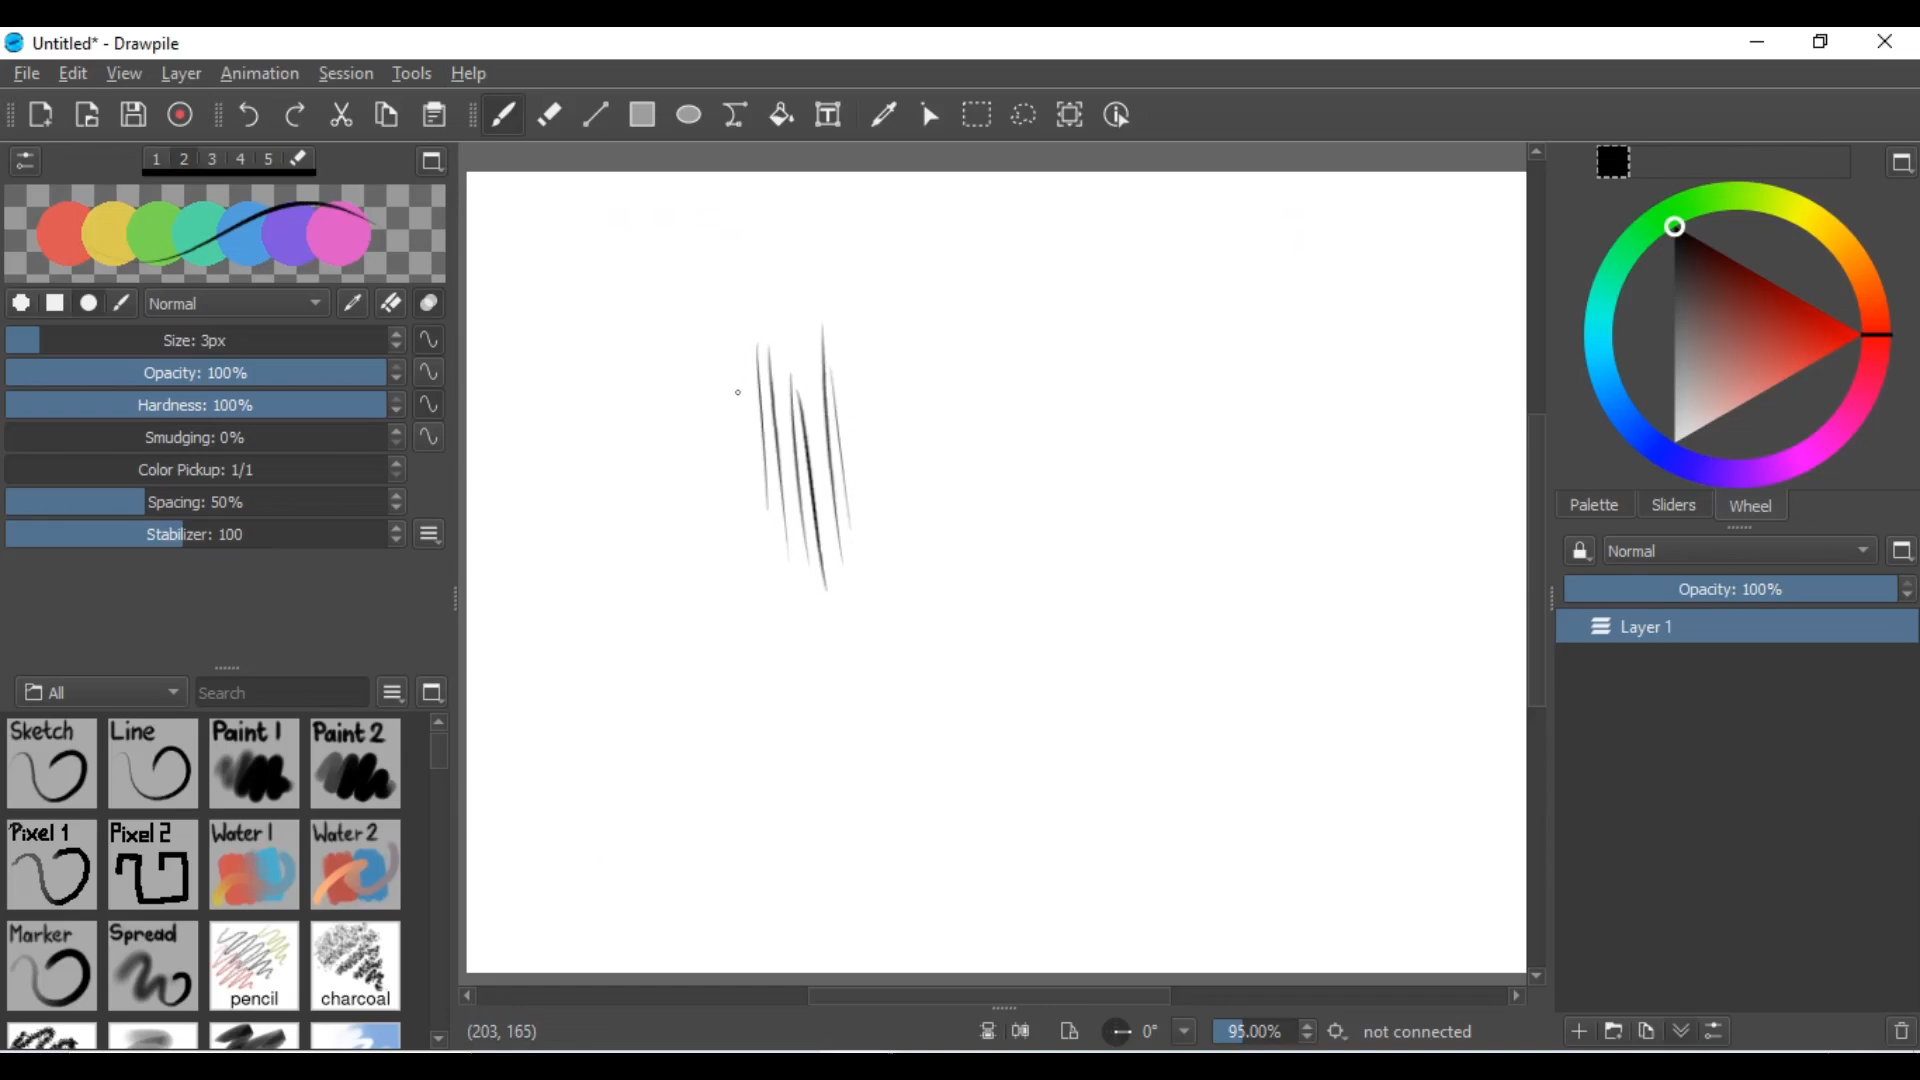 Untitled* - Drawpile
File Edit View Layer Animation Session Tools Help
1 2 3 4 5
Normal
Size: 3px
Opacity: 100%
Hardness: 100%
Smudging: 0%
Color Pickup: 1/1
Spacing: 50%
Stabilizer: 100
All Search
Sketch Line Paint 1 Paint 2
Pixel 1 Pixel 2 Water 1 Water 2
Marker Spread pencil charcoal
Palette Sliders Wheel
Normal
Opacity: 100%
Layer 1
(203, 165) 0° 95.00% not connected